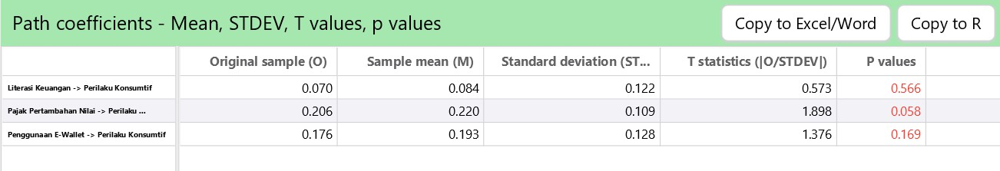 Path coefficients - Mean, STDEV, T values, p values Copy to Excel/Word Copy to R
Original sample (O) Sample mean (M) Standard deviation (ST... T statistics (|O/STDEV|) P values
Literasi Keuangan -> Perilaku Konsumtif 0.070 0.084 0.122 0.573 0.566
Pajak Pertambahan Nilai -> Perilaku ... 0.206 0.220 0.109 1.898 0.058
Penggunaan E-Wallet -> Perilaku Konsumtif 0.176 0.193 0.128 1.376 0.169